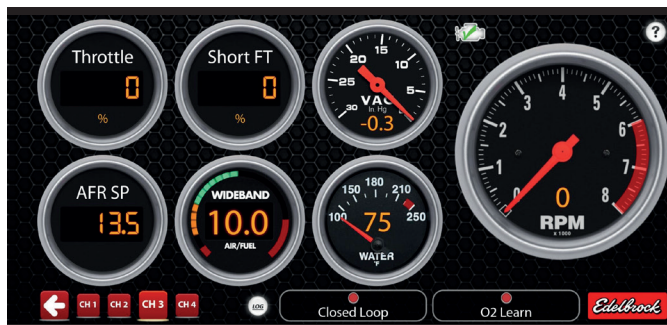 Throttle
0
%
Short FT
0
%
30 25 20 15 10 5
VAC
In. Hg
-0.3
?
0 1 2 3 4 5 6 7 8
0
RPM
x 1000
AFR SP
13.5
WIDEBAND
10.0
AIR/FUEL
100 150 180 210 250
75
WATER
°F
CH 1
CH 2
CH 3
CH 4
LOG
Closed Loop
O2 Learn
Edelbrock